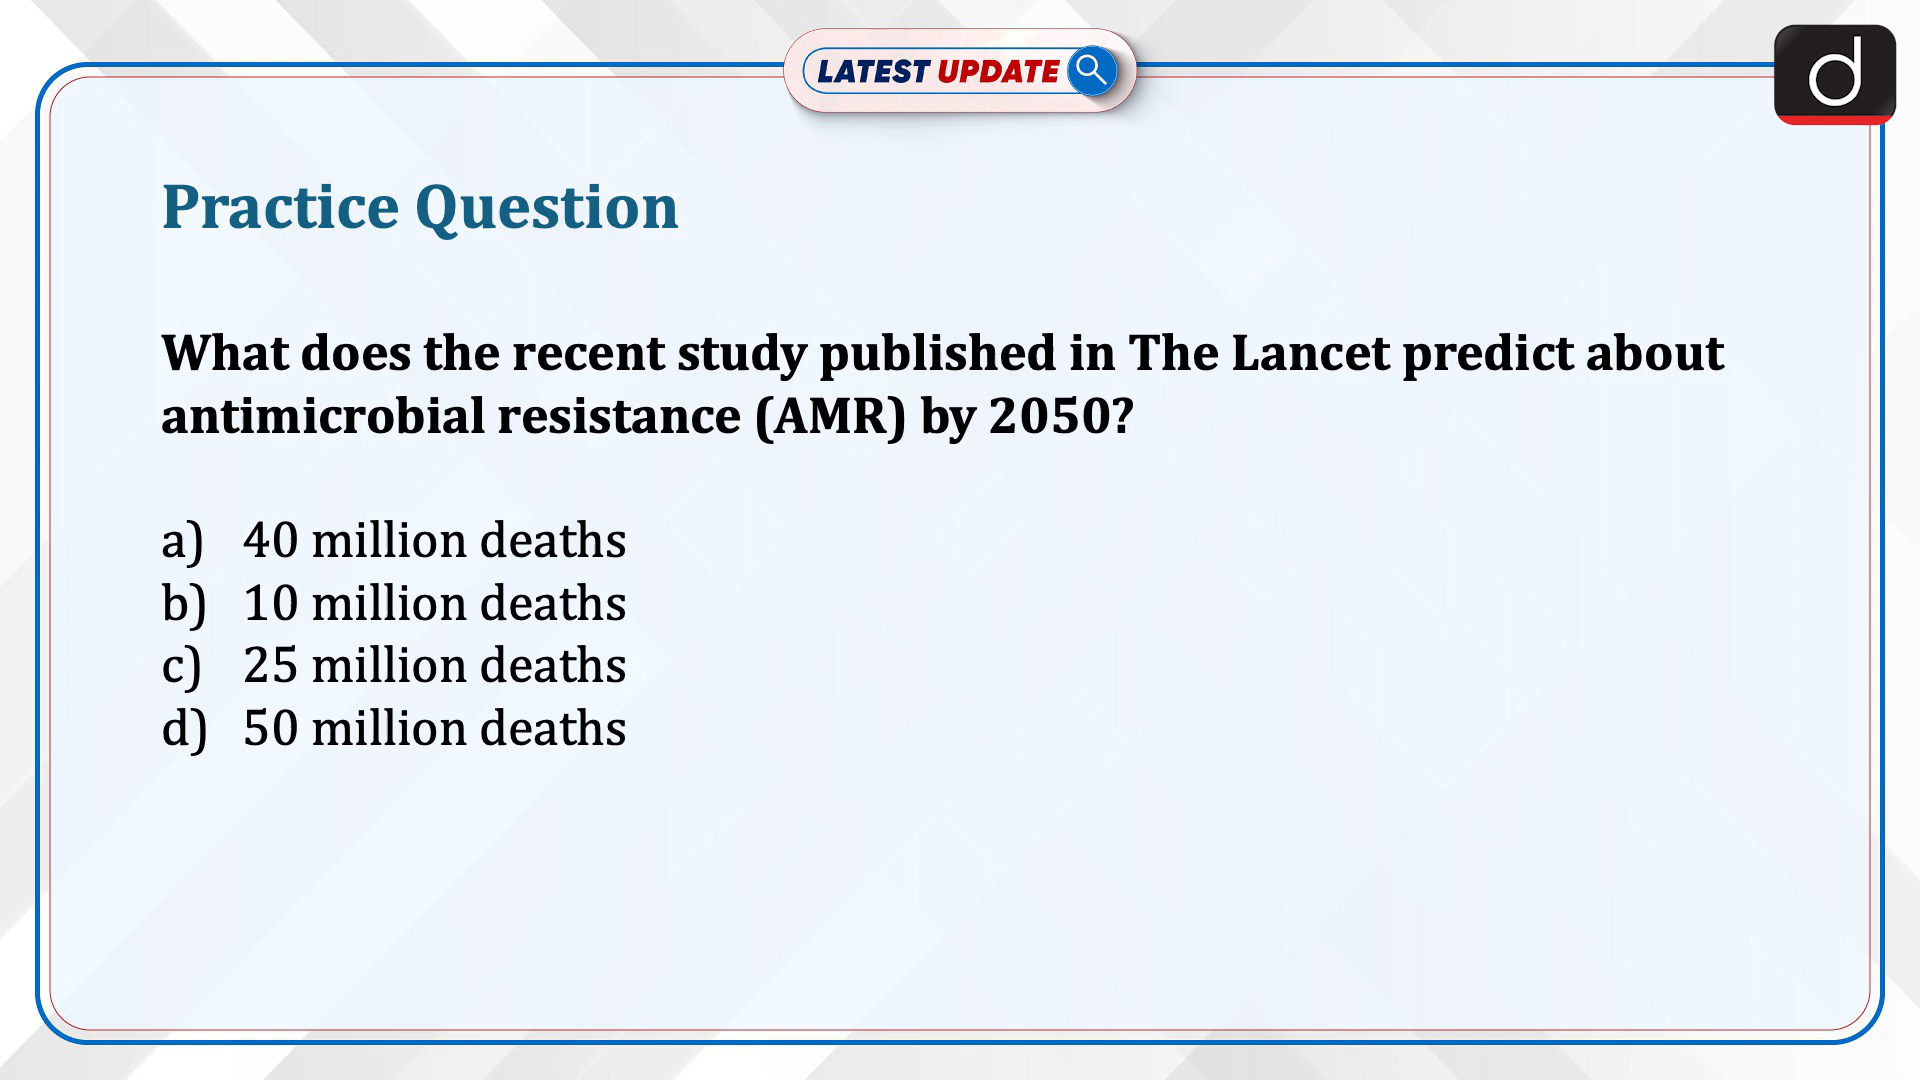 LATEST UPDATE
d
Practice Question
What does the recent study published in The Lancet predict about
antimicrobial resistance (AMR) by 2050?
a) 40 million deaths
b) 10 million deaths
c) 25 million deaths
d) 50 million deaths